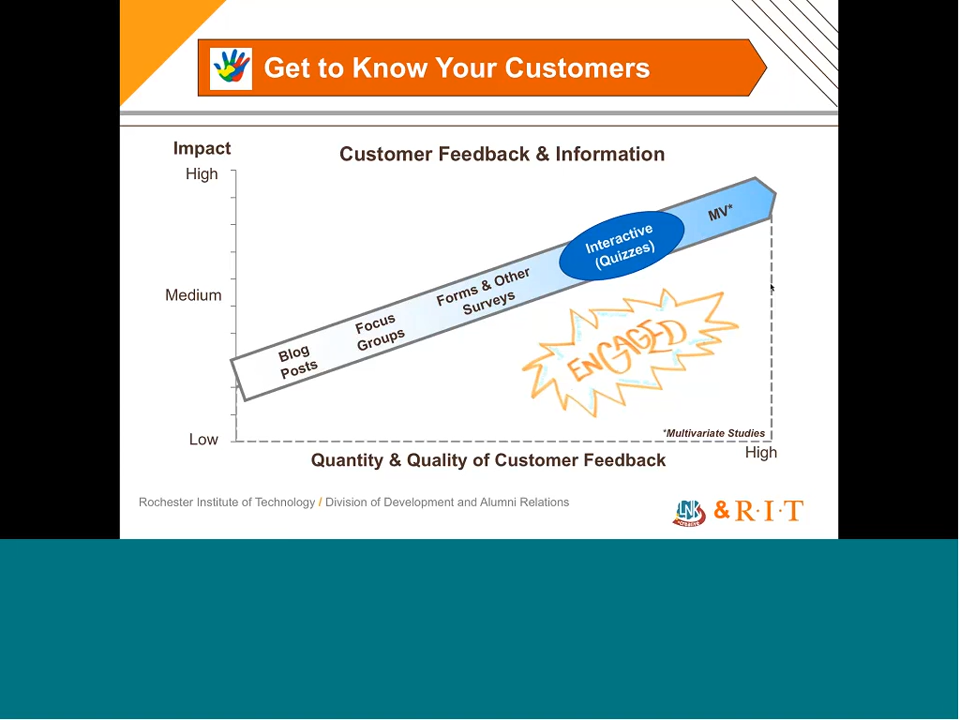 Get to Know Your Customers
Impact
Customer Feedback & Information
High
MV*
Interactive
(Quizzes)
Forms & Other
Surveys
Medium
Focus
Groups
Blog
Posts
ENGAGED
*Multivariate Studies
Low
High
Quantity & Quality of Customer Feedback
Rochester Institute of Technology / Division of Development and Alumni Relations
& R·I·T